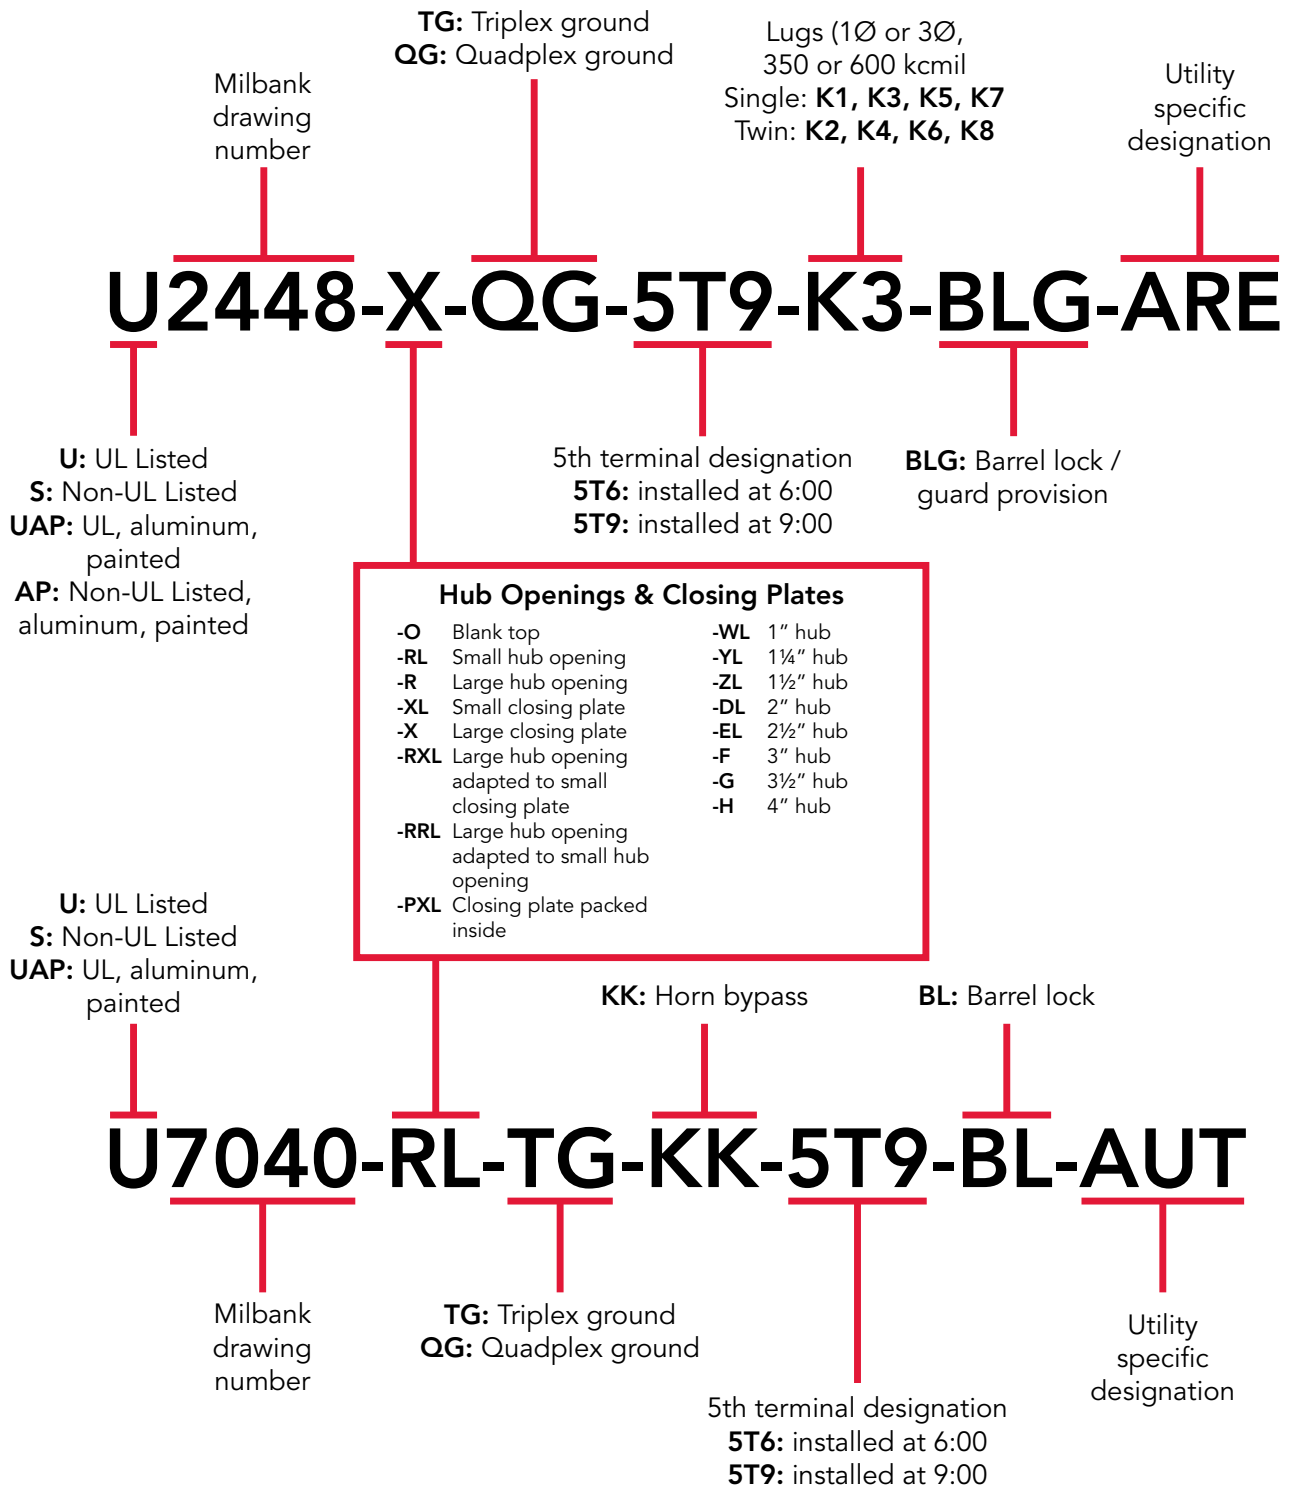 TG: Triplex ground
QG: Quadplex ground
Lugs (1Ø or 3Ø,
350 or 600 kcmil
Single: K1, K3, K5, K7
Twin: K2, K4, K6, K8
Milbank
drawing
number
Utility
specific
designation
U2448-X-QG-5T9-K3-BLG-ARE
U: UL Listed
S: Non-UL Listed
UAP: UL, aluminum,
painted
AP: Non-UL Listed,
aluminum, painted
5th terminal designation
5T6: installed at 6:00
5T9: installed at 9:00
BLG: Barrel lock /
guard provision
Hub Openings & Closing Plates
-O Blank top
-RL Small hub opening
-R Large hub opening
-XL Small closing plate
-X Large closing plate
-RXL Large hub opening
adapted to small
closing plate
-RRL Large hub opening
adapted to small hub
opening
-PXL Closing plate packed
inside
-WL 1” hub
-YL 1¼” hub
-ZL 1½” hub
-DL 2” hub
-EL 2½” hub
-F 3” hub
-G 3½” hub
-H 4” hub
U: UL Listed
S: Non-UL Listed
UAP: UL, aluminum,
painted
KK: Horn bypass
BL: Barrel lock
U7040-RL-TG-KK-5T9-BL-AUT
Milbank
drawing
number
TG: Triplex ground
QG: Quadplex ground
5th terminal designation
5T6: installed at 6:00
5T9: installed at 9:00
Utility
specific
designation